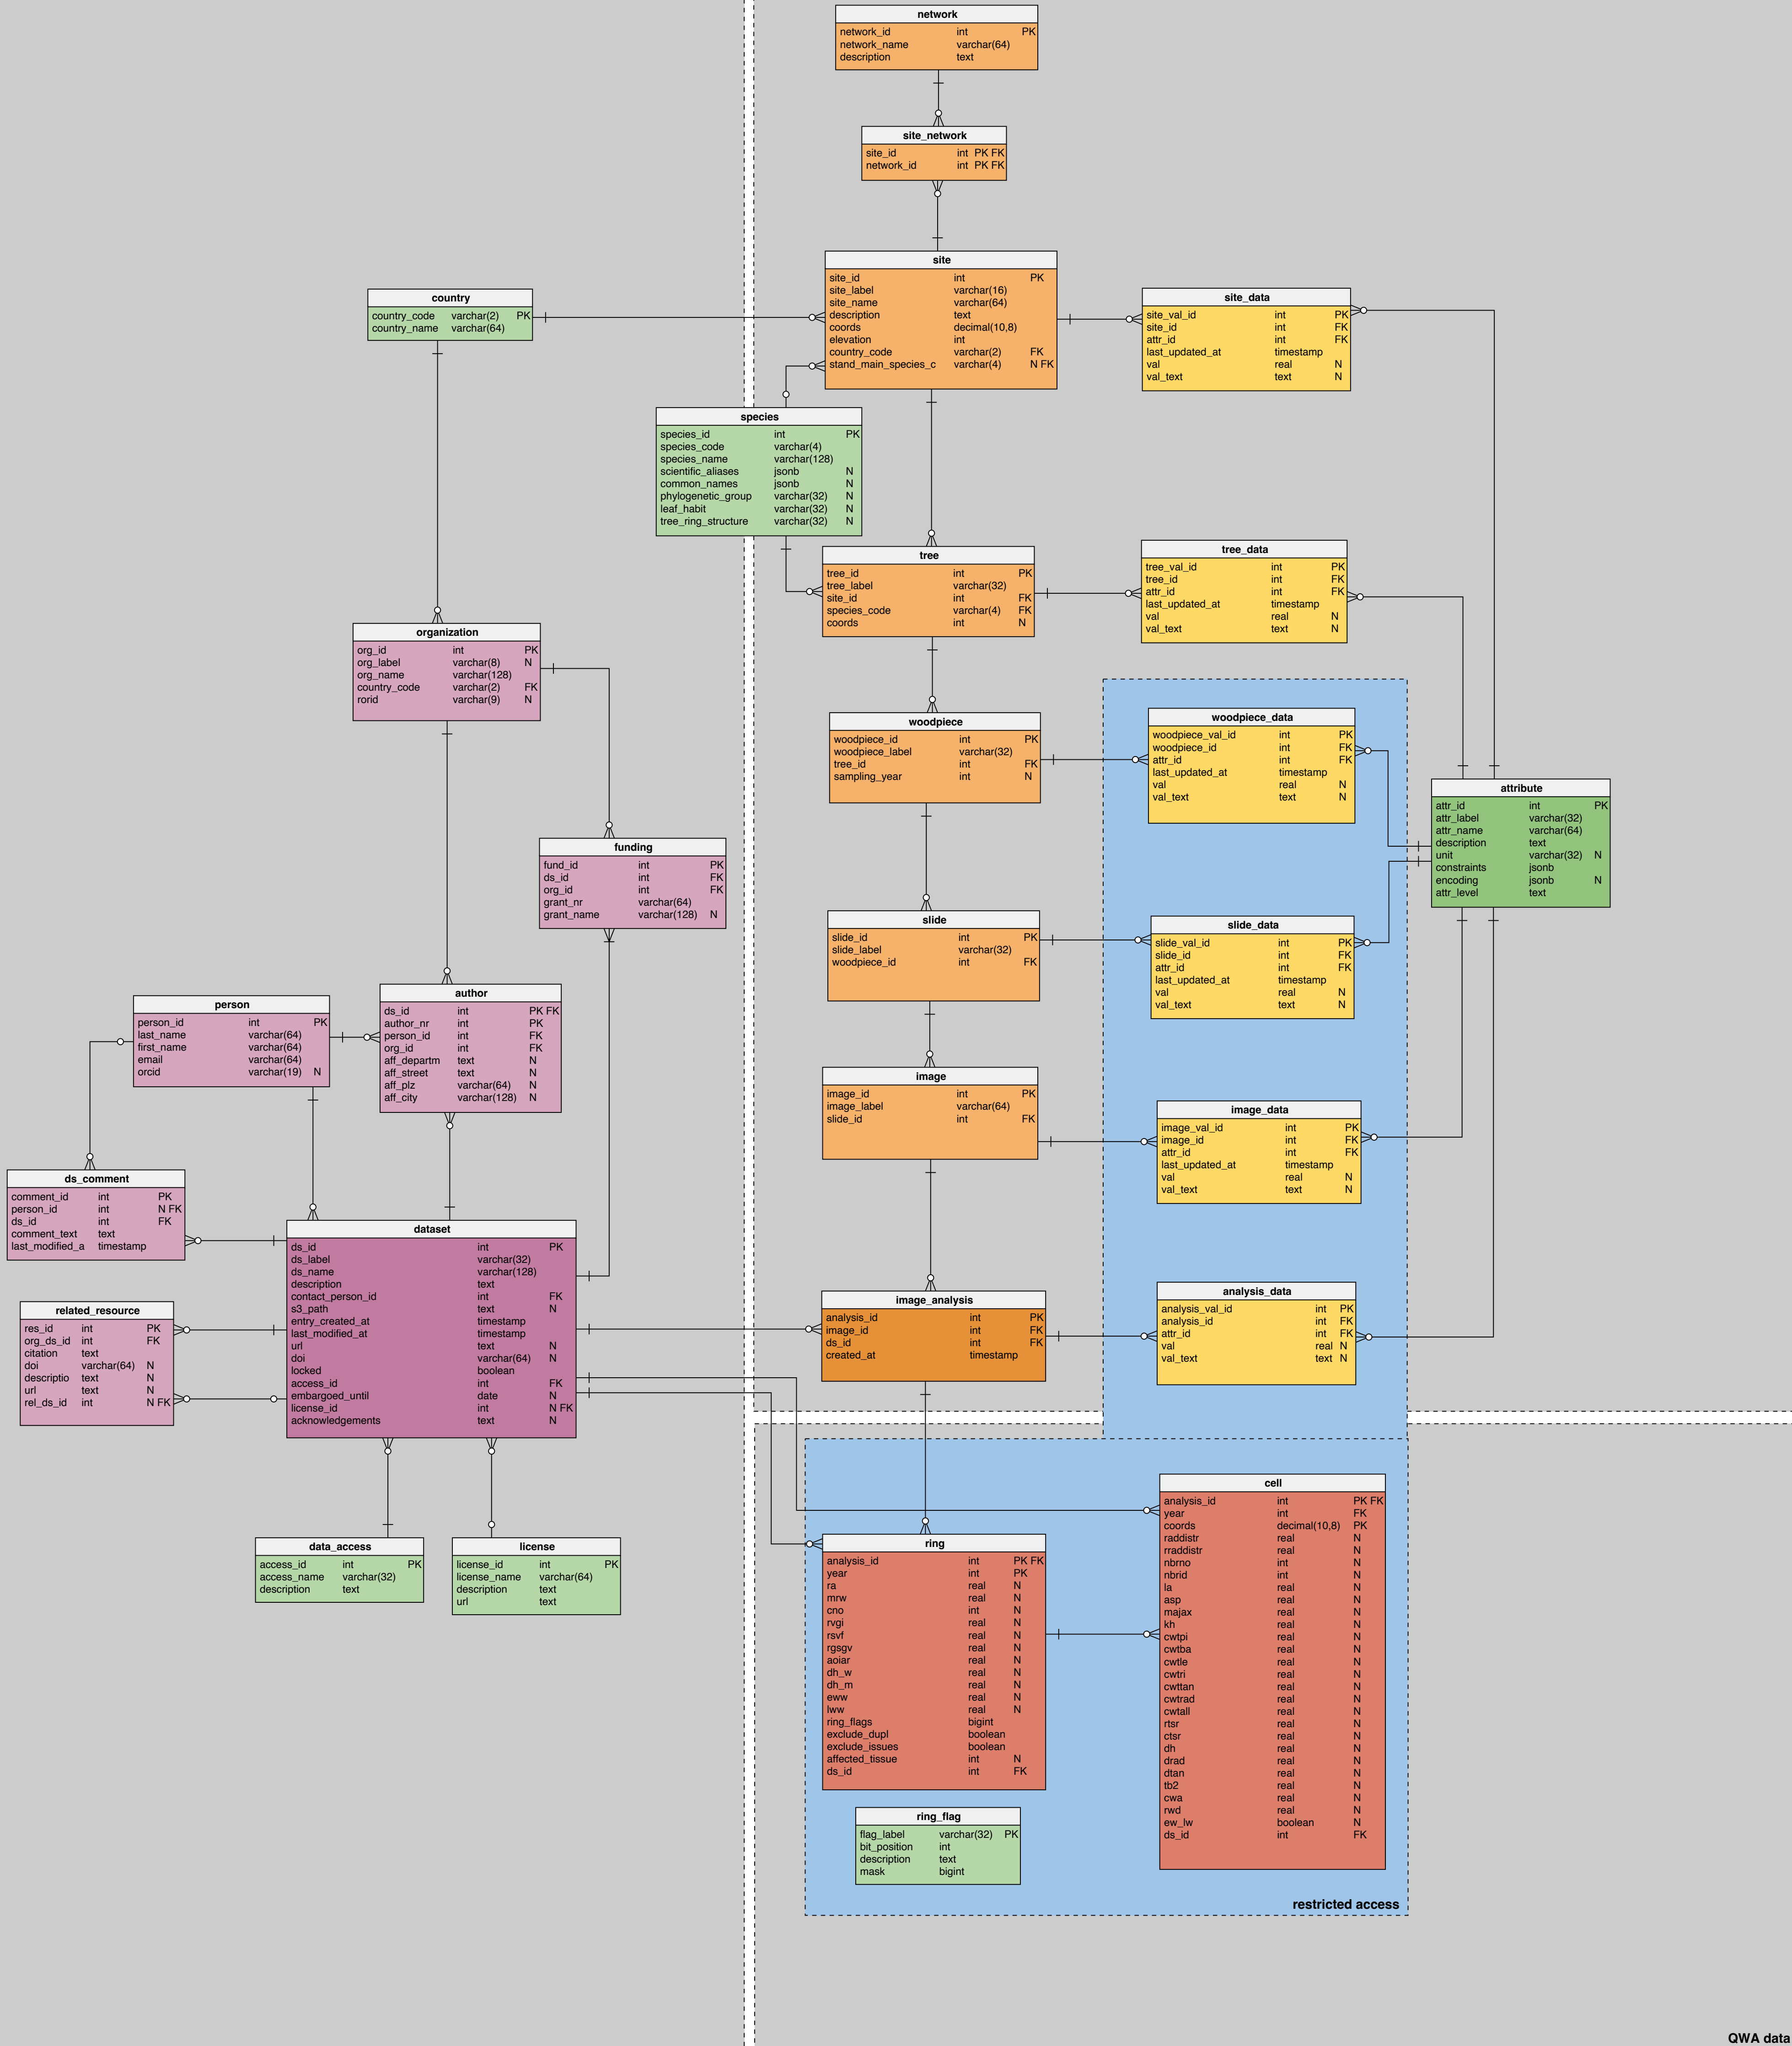 network
network_id int PK
network_name varchar(64)
description text
site_network
site_id int PK FK
network_id int PK FK
site
site_id int PK
site_label varchar(16)
site_name varchar(64)
description text
coords decimal(10,8)
elevation int
country_code varchar(2) FK
stand_main_species_c varchar(4) N FK
country
country_code varchar(2) PK
country_name varchar(64)
site_data
site_val_id int PK
site_id int FK
attr_id int FK
last_updated_at timestamp
val real N
val_text text N
species
species_id int PK
species_code varchar(4)
species_name varchar(128)
scientific_aliases jsonb N
common_names jsonb N
phylogenetic_group varchar(32) N
leaf_habit varchar(32) N
tree_ring_structure varchar(32) N
tree
tree_id int PK
tree_label varchar(32)
site_id int FK
species_code varchar(4) FK
coords int N
tree_data
tree_val_id int PK
tree_id int FK
attr_id int FK
last_updated_at timestamp
val real N
val_text text N
organization
org_id int PK
org_label varchar(8) N
org_name varchar(128)
country_code varchar(2) FK
rorid varchar(9) N
woodpiece
woodpiece_id int PK
woodpiece_label varchar(32)
tree_id int FK
sampling_year int N
woodpiece_data
woodpiece_val_id int PK
woodpiece_id int FK
attr_id int FK
last_updated_at timestamp
val real N
val_text text N
attribute
attr_id int PK
attr_label varchar(32)
attr_name varchar(64)
description text
unit varchar(32) N
constraints jsonb
encoding jsonb N
attr_level text
funding
fund_id int PK
ds_id int FK
org_id int FK
grant_nr varchar(64)
grant_name varchar(128) N
slide
slide_id int PK
slide_label varchar(32)
woodpiece_id int FK
slide_data
slide_val_id int PK
slide_id int FK
attr_id int FK
last_updated_at timestamp
val real N
val_text text N
person
person_id int PK
last_name varchar(64)
first_name varchar(64)
email varchar(64)
orcid varchar(19) N
author
ds_id int PK FK
author_nr int PK
person_id int FK
org_id int FK
aff_departm text N
aff_street text N
aff_plz varchar(64) N
aff_city varchar(128) N
image
image_id int PK
image_label varchar(64)
slide_id int FK
image_data
image_val_id int PK
image_id int FK
attr_id int FK
last_updated_at timestamp
val real N
val_text text N
ds_comment
comment_id int PK
person_id int N FK
ds_id int FK
comment_text text
last_modified_a timestamp
dataset
ds_id int PK
ds_label varchar(32)
ds_name varchar(128)
description text
contact_person_id int FK
s3_path text N
entry_created_at timestamp
last_modified_at timestamp
url text N
doi varchar(64) N
locked boolean
access_id int FK
embargoed_until date N
license_id int N FK
acknowledgements text N
related_resource
res_id int PK
org_ds_id int FK
citation text
doi varchar(64) N
descriptio text N
url text N
rel_ds_id int N FK
image_analysis
analysis_id int PK
image_id int FK
ds_id int FK
created_at timestamp
analysis_data
analysis_val_id int PK
analysis_id int FK
attr_id int FK
val real N
val_text text N
data_access
access_id int PK
access_name varchar(32)
description text
license
license_id int PK
license_name varchar(64)
description text
url text
ring
analysis_id int PK FK
year int PK
ra real N
mrw real N
cno int N
rvgi real N
rsvf real N
rgsgv real N
aoiar real N
dh_w real N
dh_m real N
eww real N
lww real N
ring_flags bigint
exclude_dupl boolean
exclude_issues boolean
affected_tissue int N
ds_id int FK
cell
analysis_id int PK FK
year int FK
coords decimal(10,8) PK
raddistr real N
rraddistr real N
nbrno int N
nbrid int N
la real N
asp real N
majax real N
kh real N
cwtpi real N
cwtba real N
cwtle real N
cwtri real N
cwttan real N
cwtrad real N
cwtall real N
rtsr real N
ctsr real N
dh real N
drad real N
dtan real N
tb2 real N
cwa real N
rwd real N
ew_lw boolean N
ds_id int FK
ring_flag
flag_label varchar(32) PK
bit_position int
description text
mask bigint
restricted access
QWA data